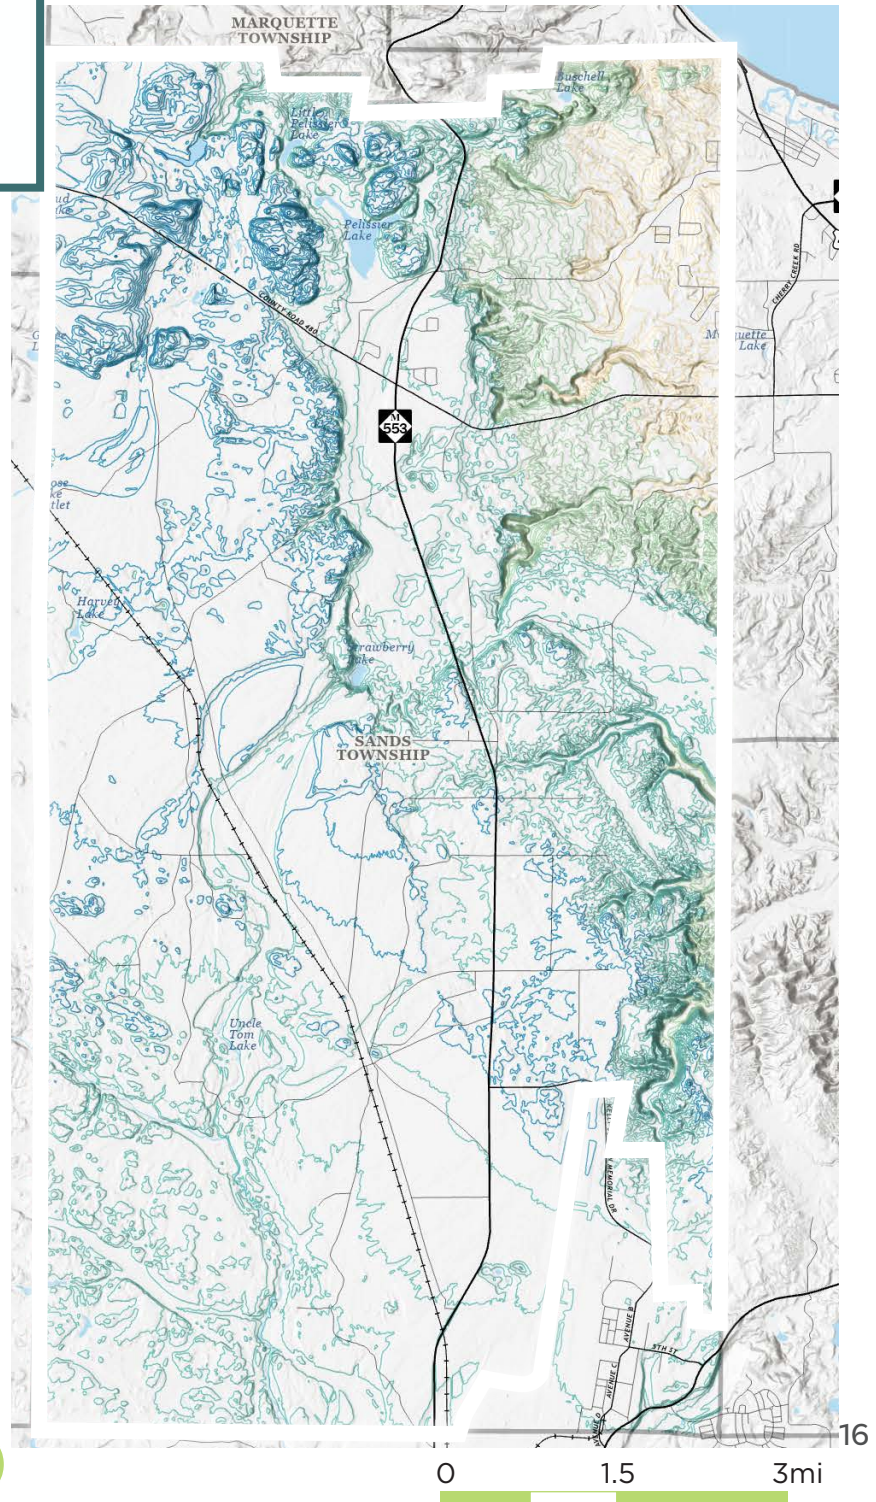 MARQUETTE
TOWNSHIP
Buschell
Lake
Little
Pelissier
Lake
Pelissier
Lake
COUNTY ROAD 480
CHERRY CREEK RD
Lake
M
553
Harvey
Lake
Strawberry
Lake
SANDS
TOWNSHIP
Uncle
Tom
Lake
MEMORIAL DR
AVENUE B
5TH ST
AVENUE C
16
0
1.5
3mi